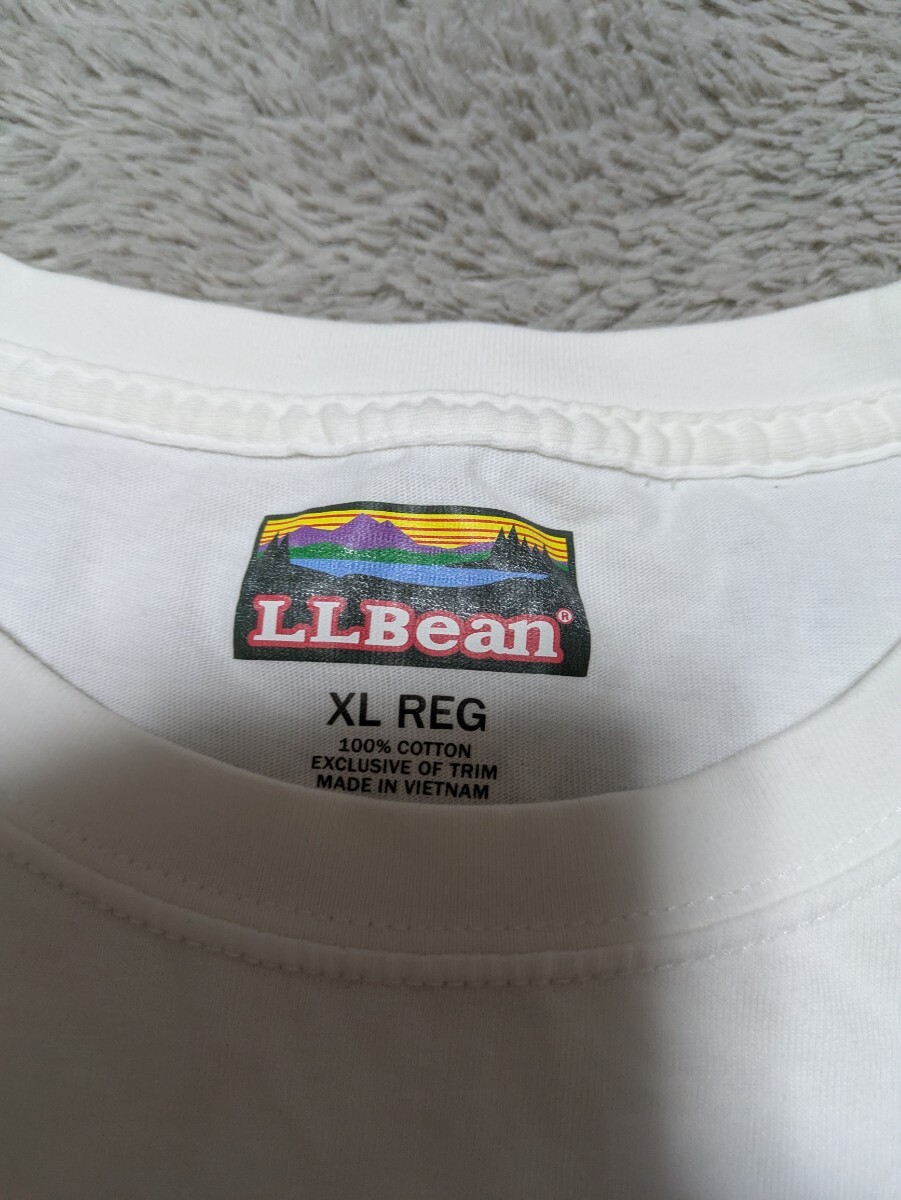 LLBean®
XL REG
100% COTTON
EXCLUSIVE OF TRIM
MADE IN VIETNAM